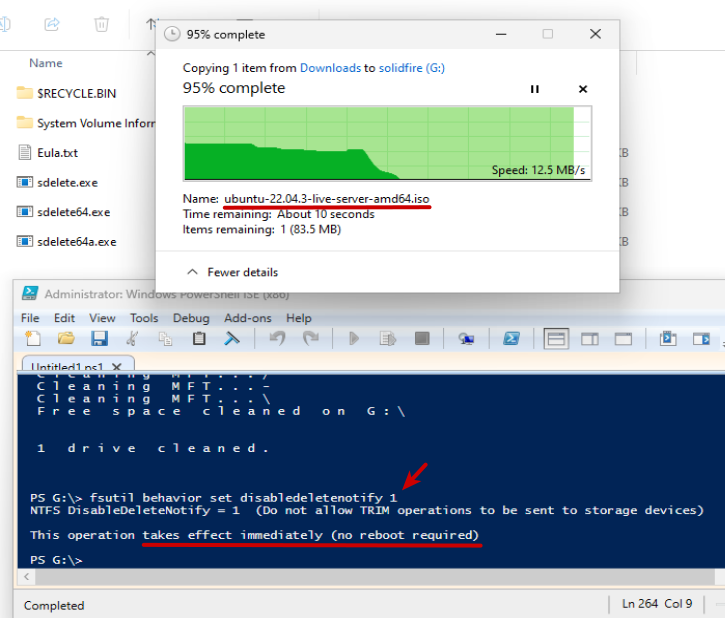 95% complete
Name
Copying 1 item from Downloads to solidfire (G:)
95% complete
$RECYCLE.BIN
System Volume Inforr
Eula.txt
sdelete.exe
sdelete64.exe
sdelete64a.exe
Speed: 12.5 MB/s
Name: ubuntu-22.04.3-live-server-amd64.iso
Time remaining: About 10 seconds
Items remaining: 1 (83.5 MB)
Fewer details
Administrator: Windows PowerShell ISE (x86)
File Edit View Tools Debug Add-ons Help
Untitled1.ps1 X
Cleaning MFT.../
Cleaning MFT...-
Cleaning MFT...\
Free space cleaned on G:\
1 drive cleaned.
PS G:\> fsutil behavior set disabledeletenotify 1
NTFS DisableDeleteNotify = 1 (Do not allow TRIM operations to be sent to storage devices)
This operation takes effect immediately (no reboot required)
PS G:\>
Completed
Ln 264 Col 9